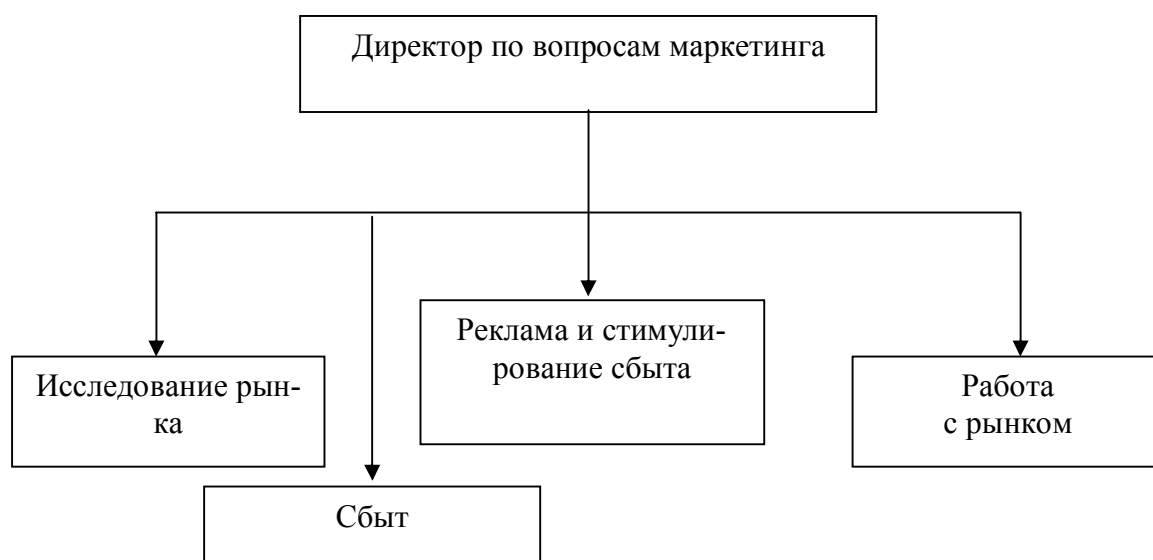 Директор по вопросам маркетинга
Исследование рын-
ка
Сбыт
Реклама и стимули-
рование сбыта
Работа
с рынком